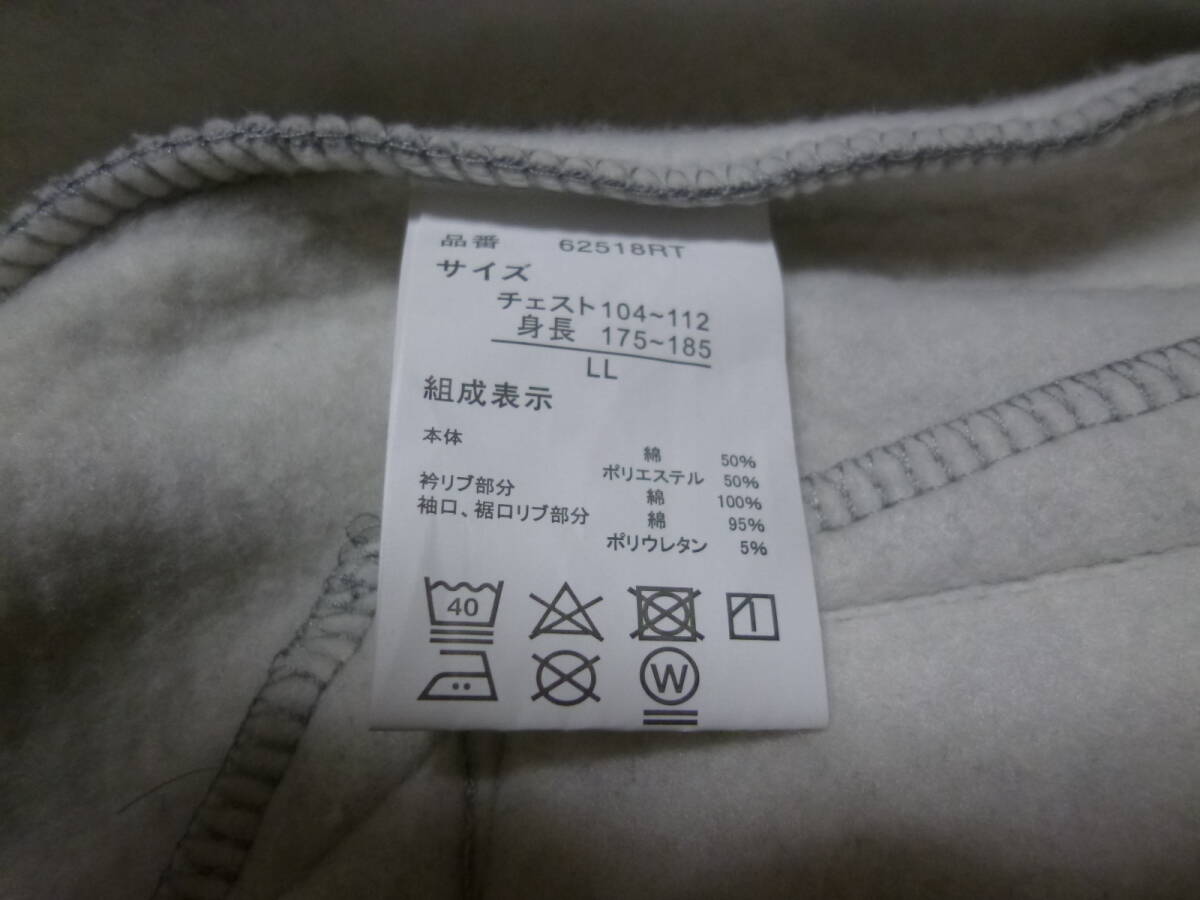 品番 62518RT
サイズ
チェスト104~112
身長 175~185
LL
組成表示
本体 綿 50%
ポリエステル 50%
衿リブ部分 綿 100%
袖口、裾口リブ部分 綿 95%
ポリウレタン 5%
40
W